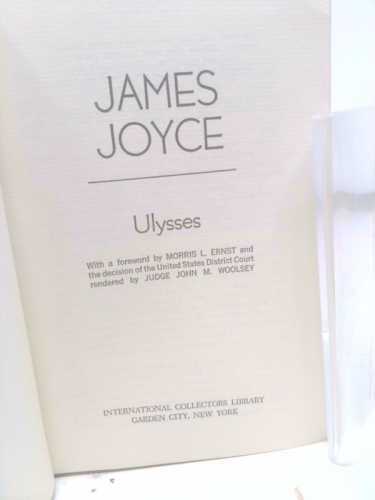 JAMES
JOYCE
Ulysses
With a foreword by MORRIS L. ERNST and
the decision of the United States District Court
rendered by JUDGE JOHN M. WOOLSEY
INTERNATIONAL COLLECTORS LIBRARY
GARDEN CITY, NEW YORK